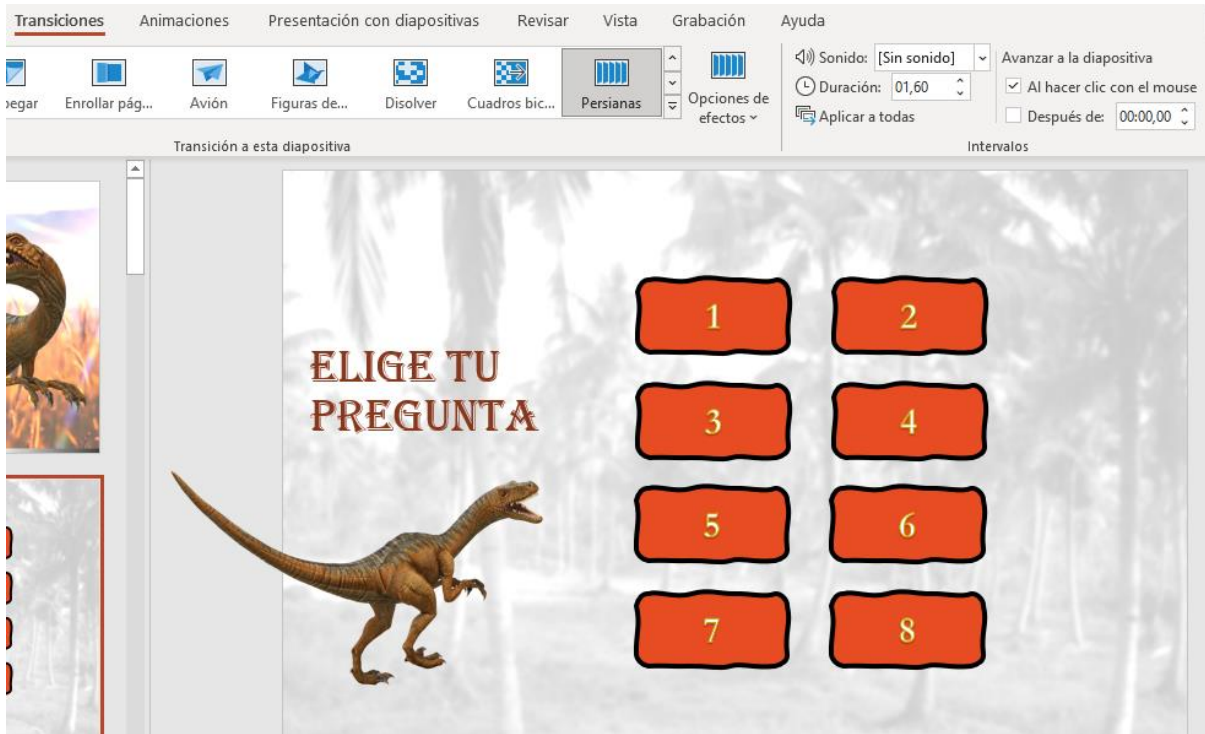 Transiciones Animaciones Presentación con diapositivas Revisar Vista Grabación Ayuda
Enrollar pág... Avión Figuras de... Disolver Cuadros bic... Persianas
Opciones de
efectos
Sonido: [Sin sonido]
Duración: 01,60
Aplicar a todas
Avanzar a la diapositiva
Al hacer clic con el mouse
Después de: 00:00,00
Transición a esta diapositiva
Intervalos
ELIGE TU
PREGUNTA
1 2
3 4
5 6
7 8